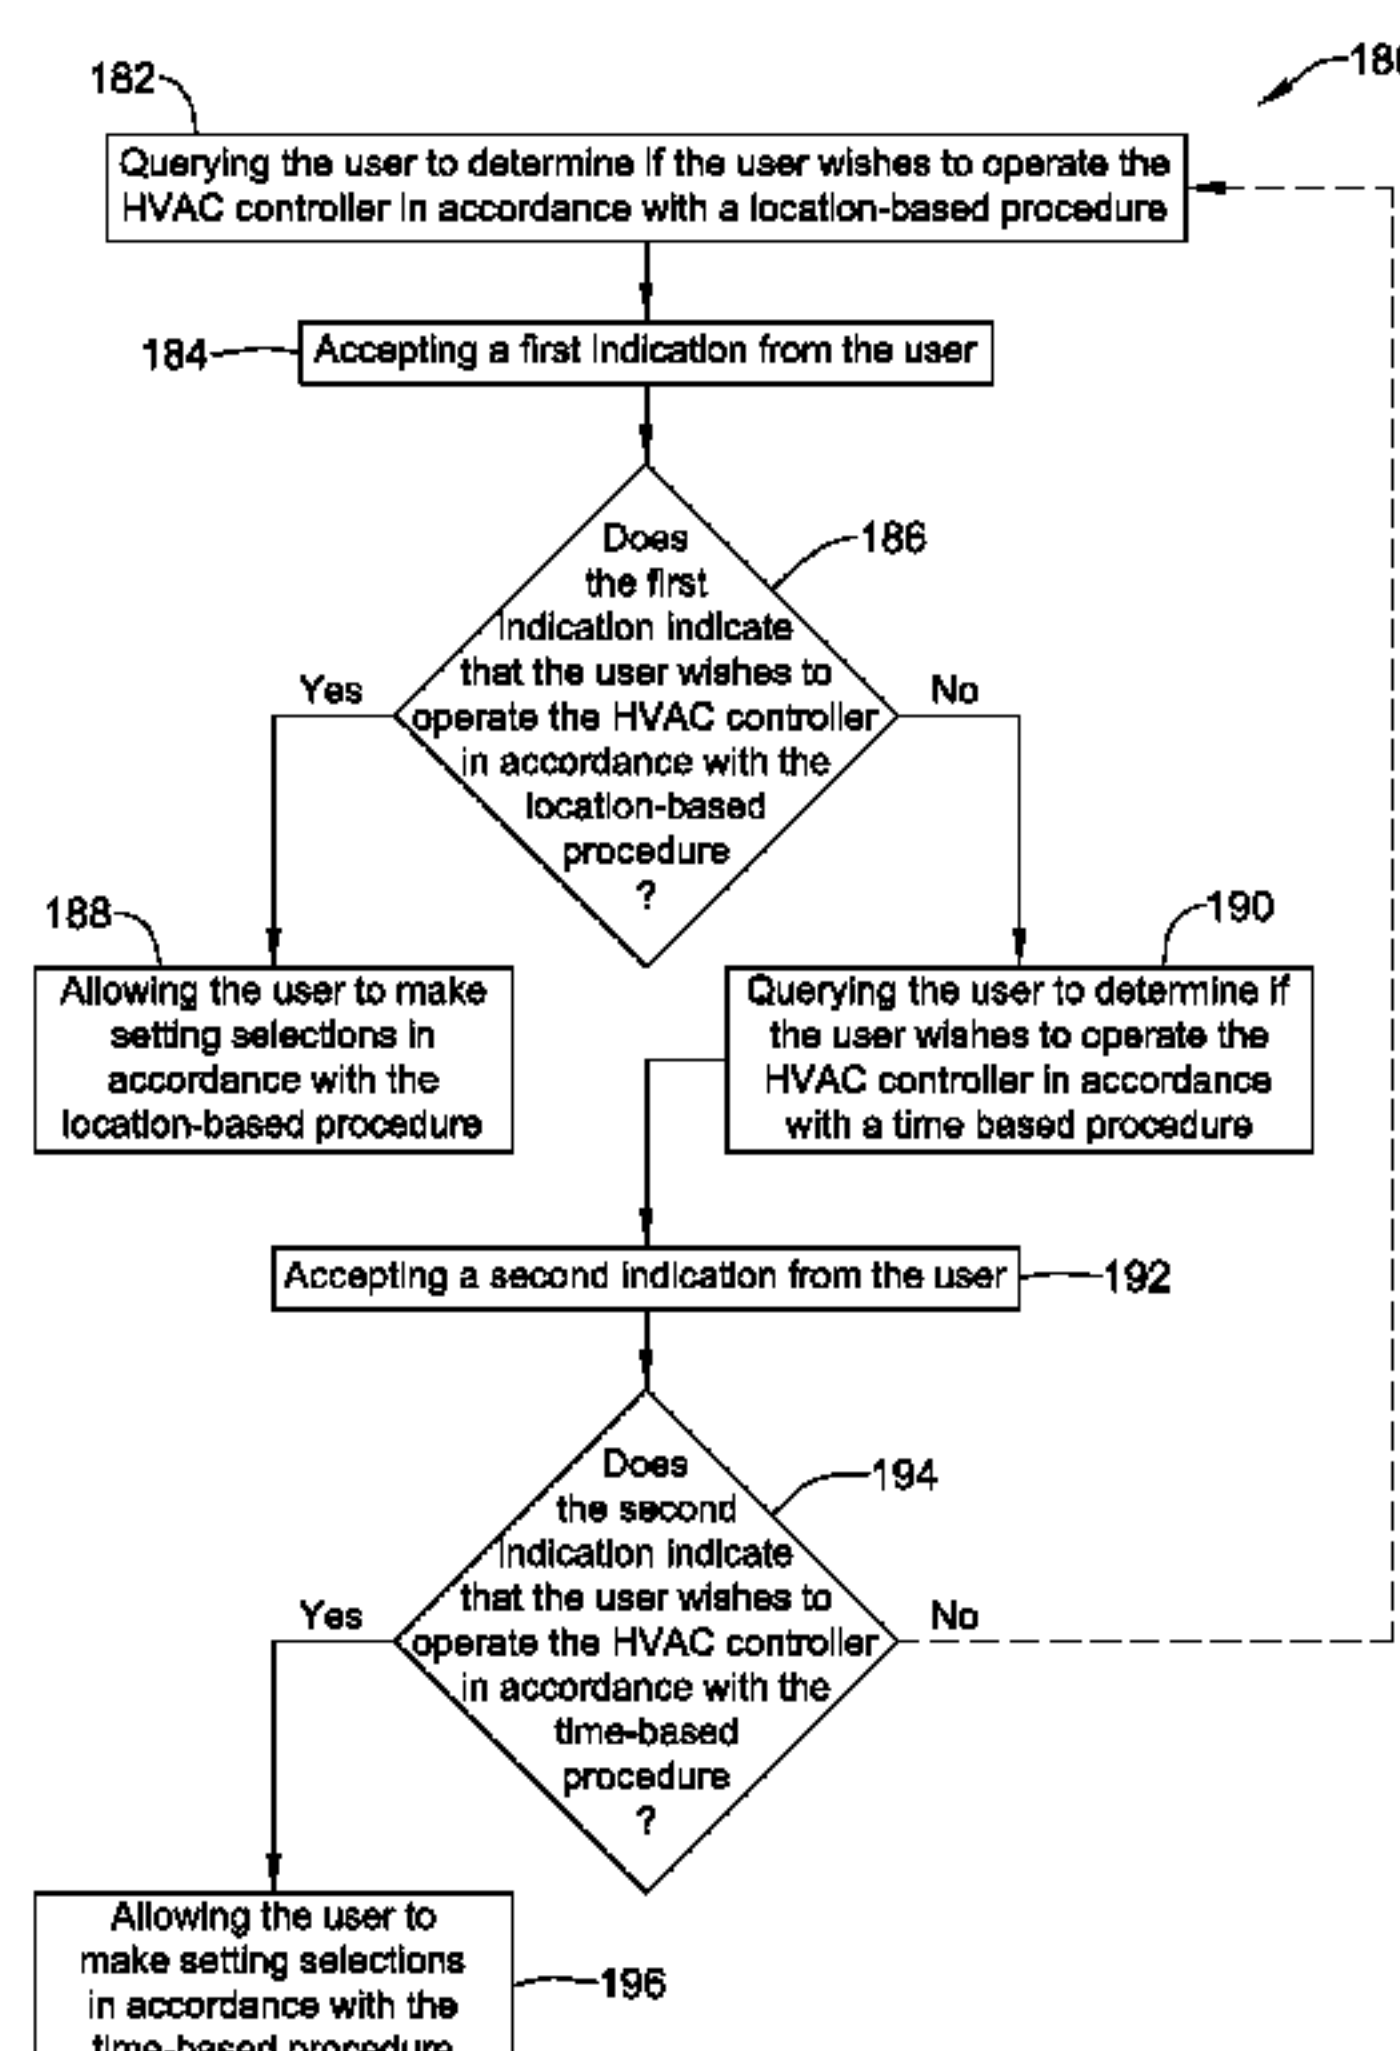 182
18
Querying the user to determine if the user wishes to operate the
HVAC controller in accordance with a location-based procedure
184
Accepting a first indication from the user
186
Does
the first
indication indicate
that the user wishes to
operate the HVAC controller
in accordance with the
location-based
procedure
?
Yes
No
188
190
Allowing the user to make
setting selections in
accordance with the
location-based procedure
Querying the user to determine if
the user wishes to operate the
HVAC controller in accordance
with a time based procedure
Accepting a second indication from the user
192
194
Does
the second
indication indicate
that the user wishes to
operate the HVAC controller
in accordance with the
time-based
procedure
?
Yes
No
Allowing the user to
make setting selections
in accordance with the
time-based procedure
196